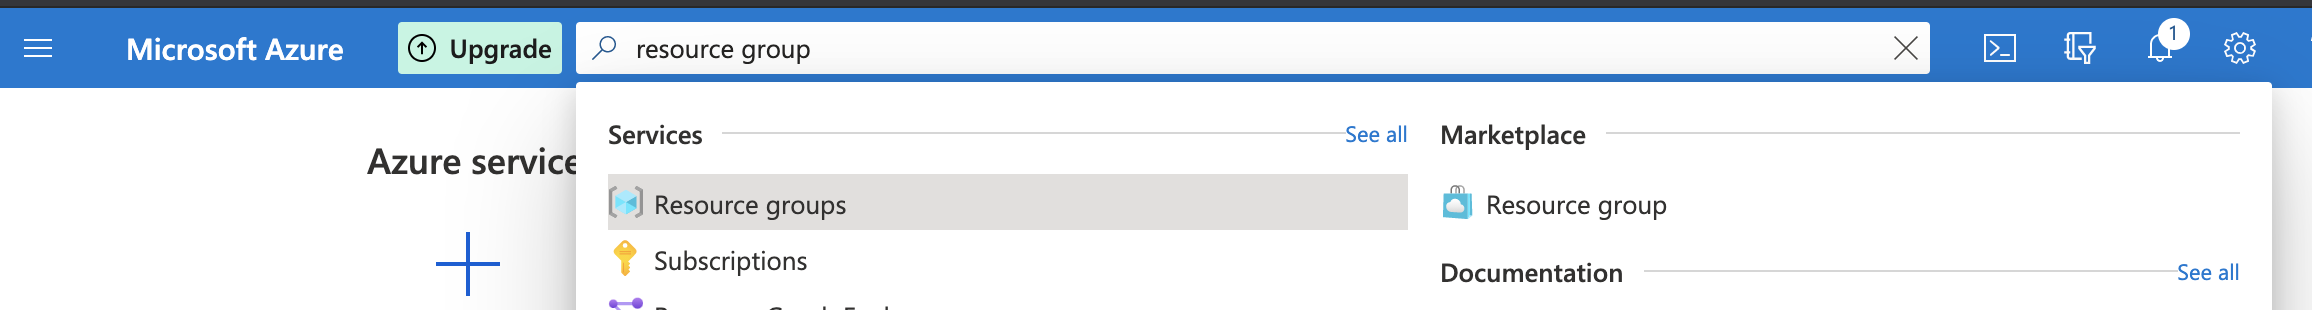 Microsoft Azure
Upgrade
resource group
1
Azure service
Services
See all
Resource groups
Subscriptions
Marketplace
Resource group
Documentation
See all